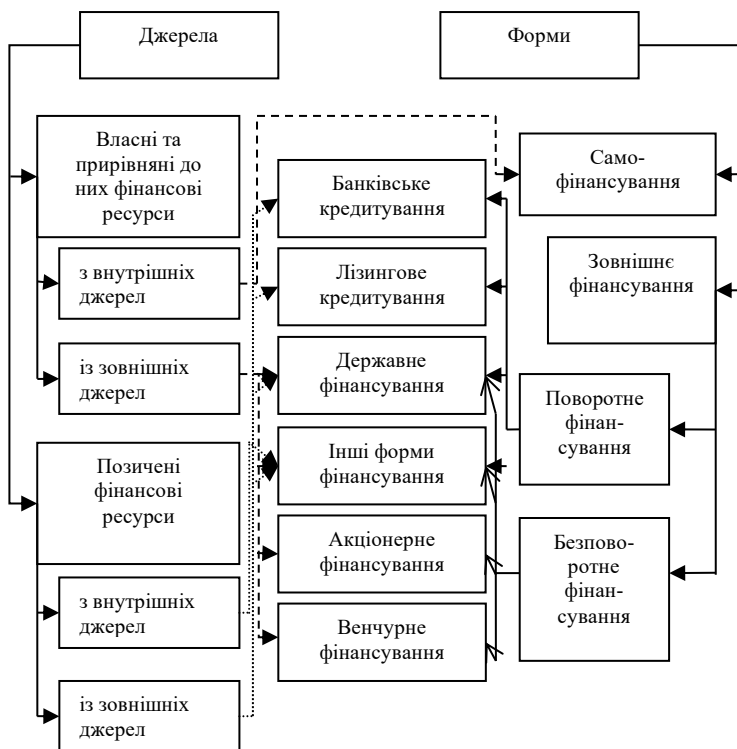 Джерела
Форми
Власні та
прирівняні до
них фінансові
ресурси
з внутрішніх
джерел
із зовнішніх
джерел
Позичені
фінансові
ресурси
з внутрішніх
джерел
із зовнішніх
джерел
Банківське
кредитування
Лізингове
кредитування
Державне
фінансування
Інші форми
фінансування
Акціонерне
фінансування
Венчурне
фінансування
Само-
фінансування
Зовнішнє
фінансування
Поворотне
фінан-
сування
Безпово-
ротне
фінан-
сування